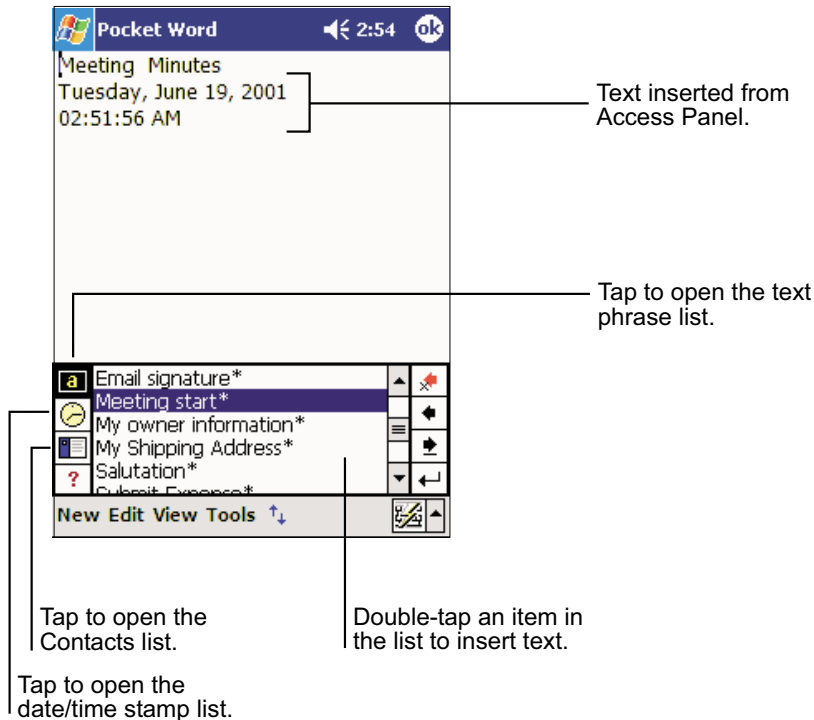 Pocket Word 2:54 ok
Meeting Minutes
Tuesday, June 19, 2001
02:51:56 AM
Text inserted from
Access Panel.
Tap to open the text
phrase list.
a
Email signature*
Meeting start*
My owner information*
My Shipping Address*
? Salutation*
Submit Expense*
New Edit View Tools
Tap to open the
Contacts list.
Double-tap an item in
the list to insert text.
Tap to open the
date/time stamp list.